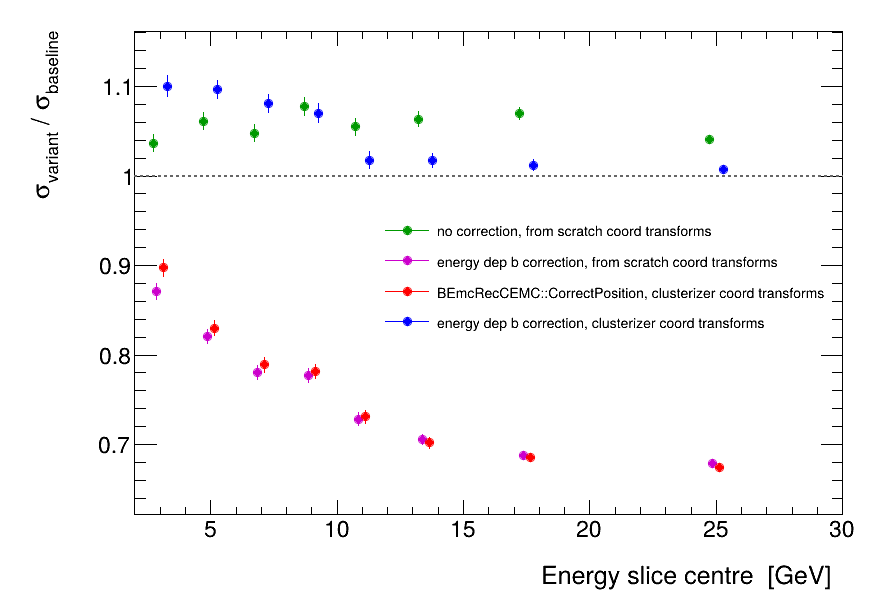 σvariant / σbaseline
1.1
1
0.9
0.8
0.7
no correction, from scratch coord transforms
energy dep b correction, from scratch coord transforms
BEmcRecCEMC::CorrectPosition, clusterizer coord transforms
energy dep b correction, clusterizer coord transforms
5 10 15 20 25 30
Energy slice centre [GeV]